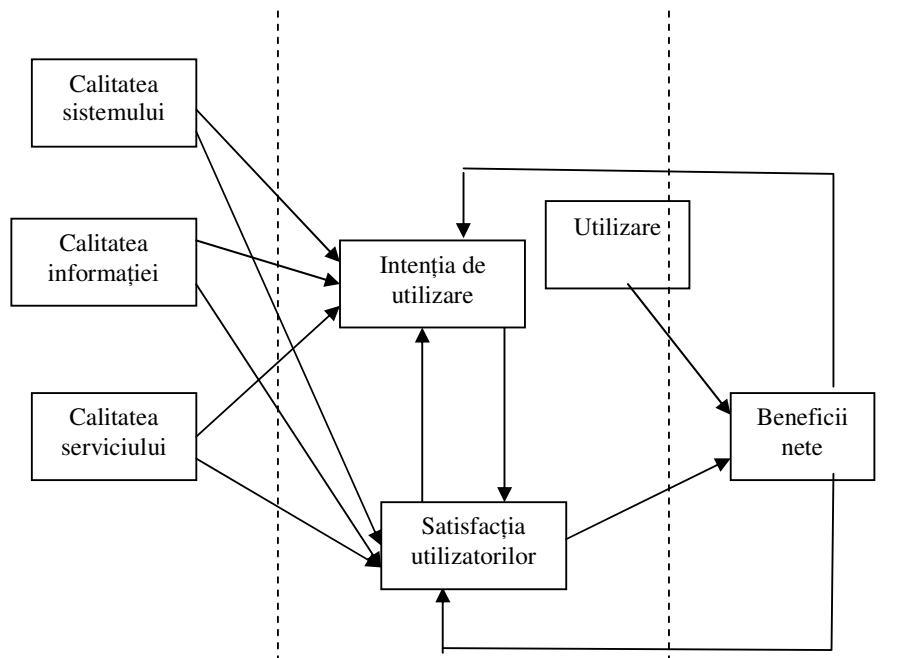 Calitatea
sistemului
Calitatea
informației
Calitatea
serviciului
Intenția de
utilizare
Utilizare
Satisfacția
utilizatorilor
Beneficii
nete